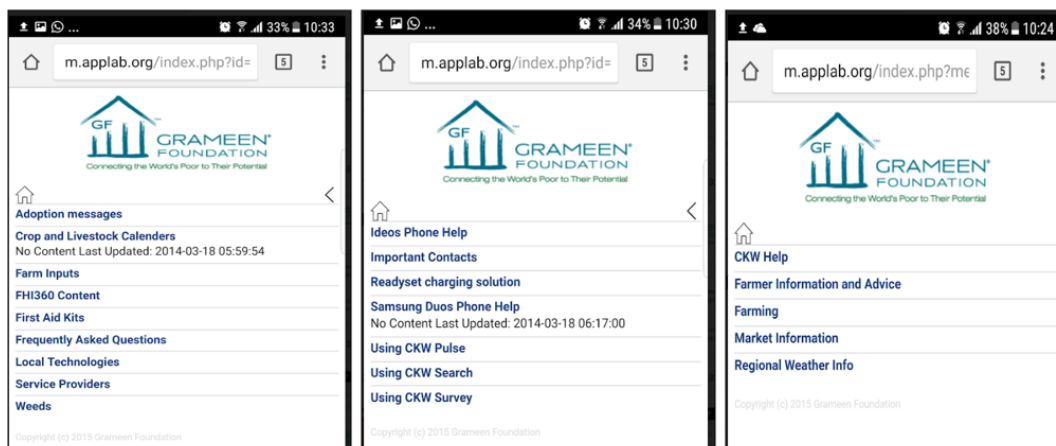 ... 33% 10:33
m.applab.org/index.php?id=
5
GF
GRAMEEN®
FOUNDATION
Connecting the World's Poor to Their Potential
Adoption messages
Crop and Livestock Calenders
No Content Last Updated: 2014-03-18 05:59:54
Farm Inputs
FHI360 Content
First Aid Kits
Frequently Asked Questions
Local Technologies
Service Providers
Weeds
Copyright (c) 2015 Grameen Foundation
... 34% 10:30
m.applab.org/index.php?id=
5
GF
GRAMEEN®
FOUNDATION
Connecting the World's Poor to Their Potential
Ideos Phone Help
Important Contacts
Readyset charging solution
Samsung Duos Phone Help
No Content Last Updated: 2014-03-18 06:17:00
Using CKW Pulse
Using CKW Search
Using CKW Survey
Copyright (c) 2015 Grameen Foundation
38% 10:24
m.applab.org/index.php?me
5
GF
GRAMEEN®
FOUNDATION
Connecting the World's Poor to Their Potential
CKW Help
Farmer Information and Advice
Farming
Market Information
Regional Weather Info
Copyright (c) 2015 Grameen Foundation